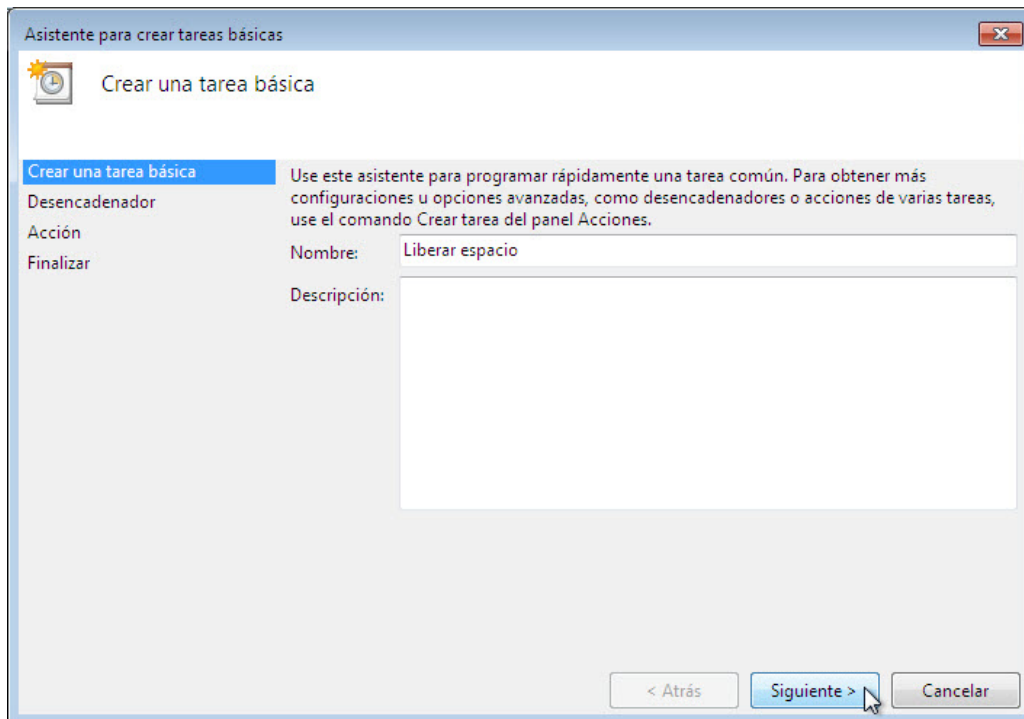 Asistente para crear tareas básicas
Crear una tarea básica
Crear una tarea básica
Desencadenador
Acción
Finalizar
Use este asistente para programar rápidamente una tarea común. Para obtener más
configuraciones u opciones avanzadas, como desencadenadores o acciones de varias tareas,
use el comando Crear tarea del panel Acciones.
Nombre: Liberar espacio
Descripción:
< Atrás Siguiente > Cancelar